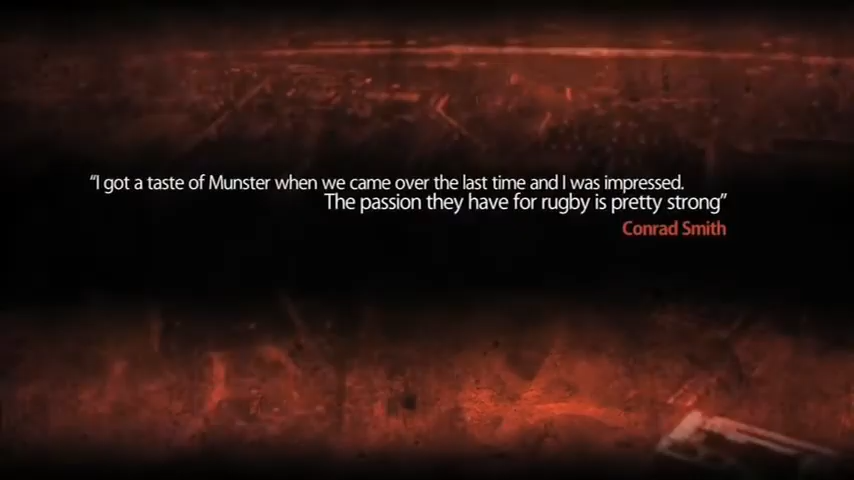 “I got a taste of Munster when we came over the last time and I was impressed.
The passion they have for rugby is pretty strong”
Conrad Smith